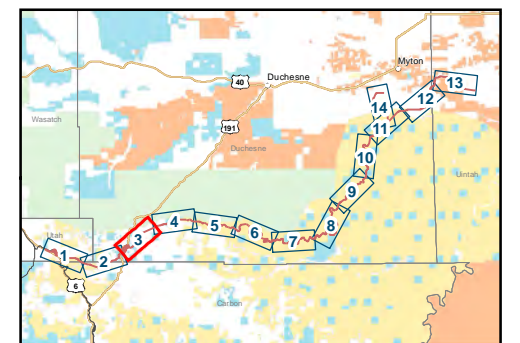 Myton
13
40
Duchesne
12
14
Wasatch
191
11
Duchesne
10
Uintah
9
4
5
8
Utah
3
6
7
1
2
6
Carbon